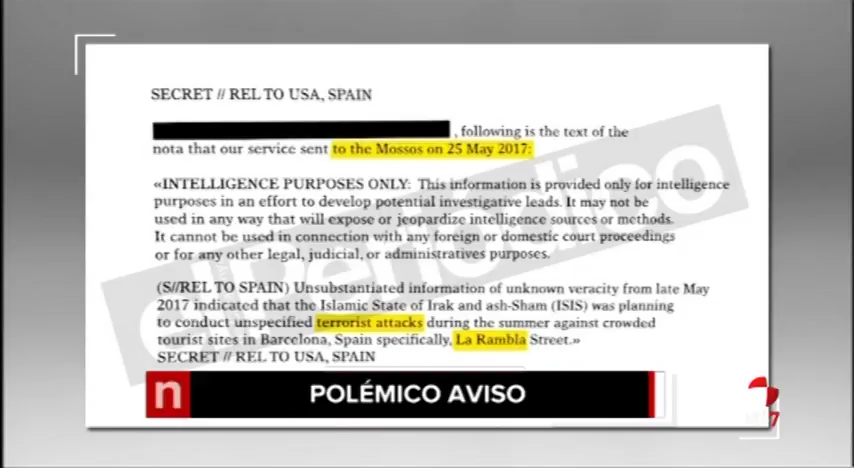 SECRET // REL TO USA, SPAIN
, following is the text of the
nota that our service sent to the Mossos on 25 May 2017:
«INTELLIGENCE PURPOSES ONLY: This information is provided only for intelligence
purposes in an effort to develop potential investigative leads. It may not be
used in any way that will expose or jeopardize intelligence sources or methods.
It cannot be used in connection with any foreign or domestic court proceedings
or for any other legal, judicial, or administratives purposes.
(S//REL TO SPAIN) Unsubstantiated information of unknown veracity from late May
2017 indicated that the Islamic State of Irak and ash-Sham (ISIS) was planning
to conduct unspecified terrorist attacks during the summer against crowded
tourist sites in Barcelona, Spain specifically, La Rambla Street.»
SECRET // REL TO USA, SPAIN
elPeriódico
n POLÉMICO AVISO